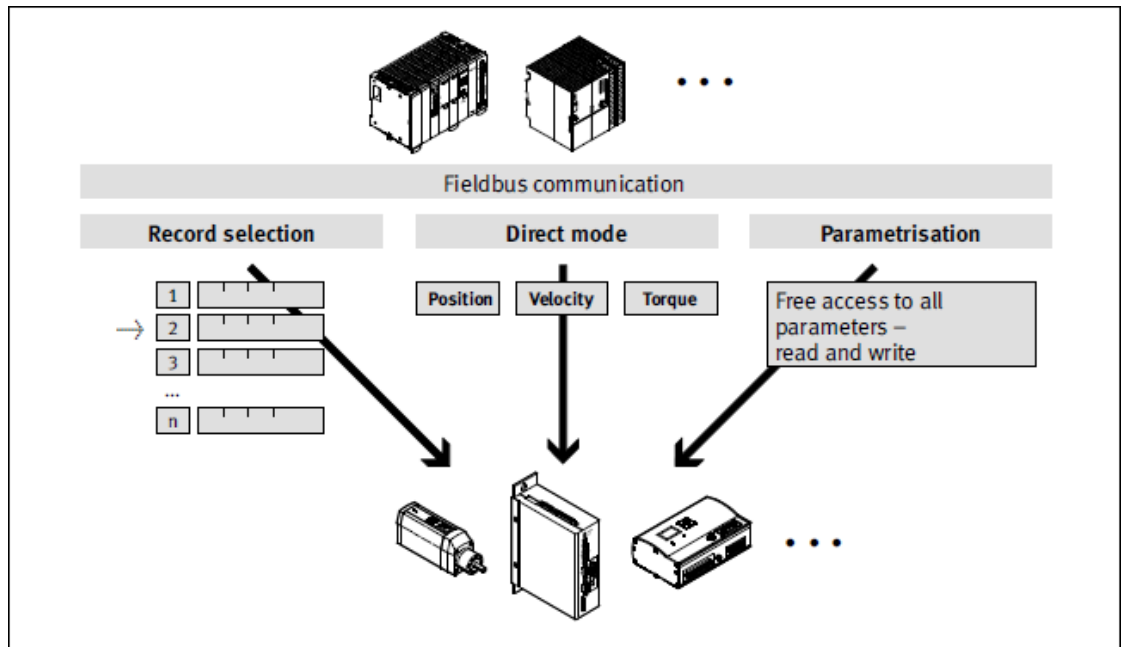 Fieldbus communication
Record selection
Direct mode
Parametrisation
1
2
3
...
n
Position
Velocity
Torque
Free access to all
parameters –
read and write